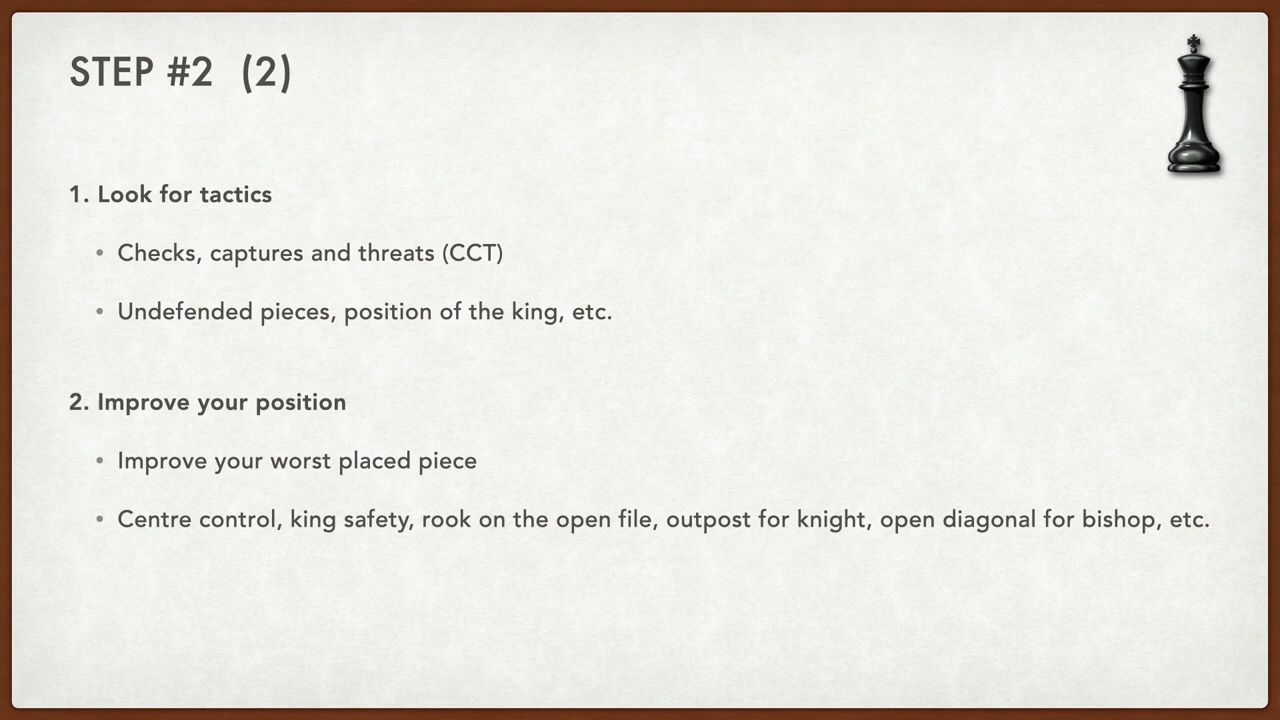 STEP #2 (2)
1. Look for tactics
• Checks, captures and threats (CCT)
• Undefended pieces, position of the king, etc.
2. Improve your position
• Improve your worst placed piece
• Centre control, king safety, rook on the open file, outpost for knight, open diagonal for bishop, etc.